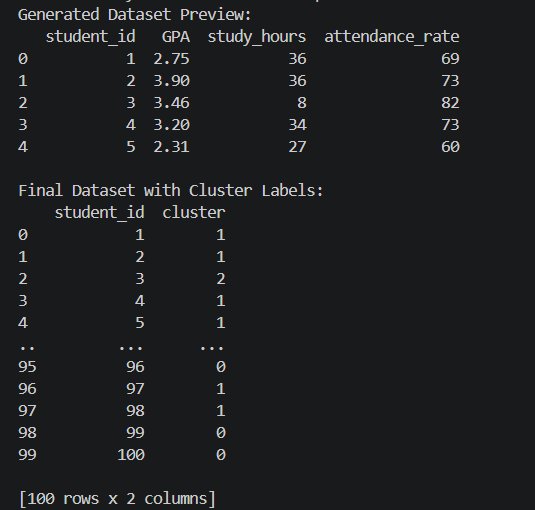 Generated Dataset Preview:
student_id GPA study_hours attendance_rate
0 1 2.75 36 69
1 2 3.90 36 73
2 3 3.46 8 82
3 4 3.20 34 73
4 5 2.31 27 60
Final Dataset with Cluster Labels:
student_id cluster
0 1 1
1 2 1
2 3 2
3 4 1
4 5 1
.. ... ...
95 96 0
96 97 1
97 98 1
98 99 0
99 100 0
[100 rows x 2 columns]